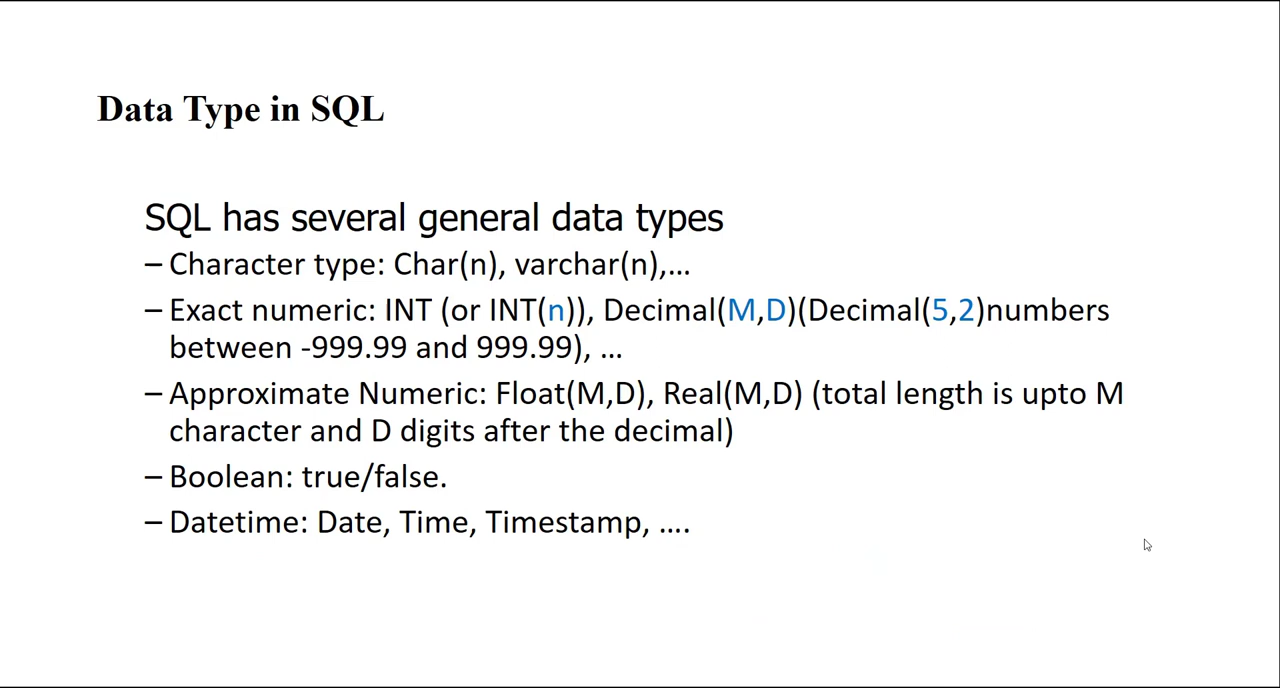 Data Type in SQL
SQL has several general data types
– Character type: Char(n), varchar(n),...
– Exact numeric: INT (or INT(n)), Decimal(M,D)(Decimal(5,2)numbers
between -999.99 and 999.99), ...
– Approximate Numeric: Float(M,D), Real(M,D) (total length is upto M
character and D digits after the decimal)
– Boolean: true/false.
– Datetime: Date, Time, Timestamp, ....